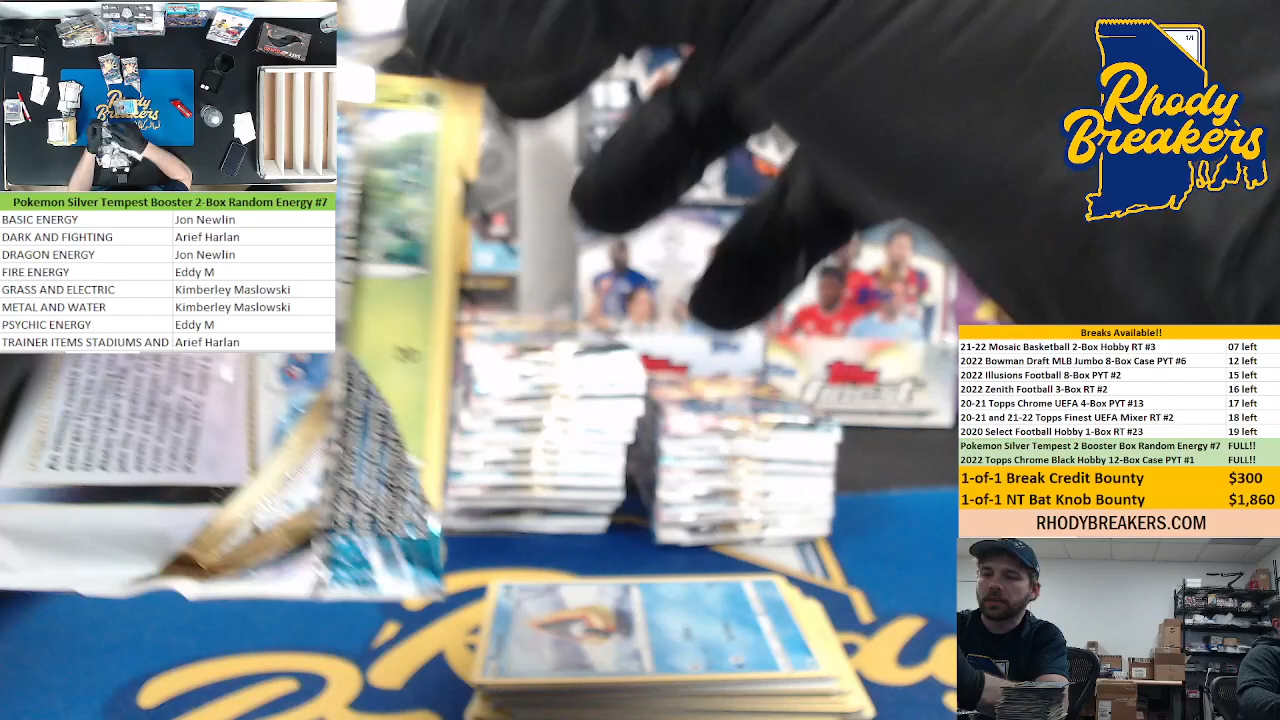 Pokemon Silver Tempest Booster 2-Box Random Energy #7
BASIC ENERGY Jon Newlin
DARK AND FIGHTING Arief Harlan
DRAGON ENERGY Jon Newlin
FIRE ENERGY Eddy M
GRASS AND ELECTRIC Kimberley Maslowski
METAL AND WATER Kimberley Maslowski
PSYCHIC ENERGY Eddy M
TRAINER ITEMS STADIUMS AND Arief Harlan
1/1
Rhody
Breakers
Breaks Available!!
21-22 Mosaic Basketball 2-Box Hobby RT #3 07 left
2022 Bowman Draft MLB Jumbo 8-Box Case PYT #6 12 left
2022 Illusions Football 8-Box PYT #2 15 left
2022 Zenith Football 3-Box RT #2 16 left
20-21 Topps Chrome UEFA 4-Box PYT #13 17 left
20-21 and 21-22 Topps Finest UEFA Mixer RT #2 18 left
2020 Select Football Hobby 1-Box RT #23 19 left
Pokemon Silver Tempest 2 Booster Box Random Energy #7 FULL!!
2022 Topps Chrome Black Hobby 12-Box Case PYT #1 FULL!!
1-of-1 Break Credit Bounty $300
1-of-1 NT Bat Knob Bounty $1,860
RHODYBREAKERS.COM